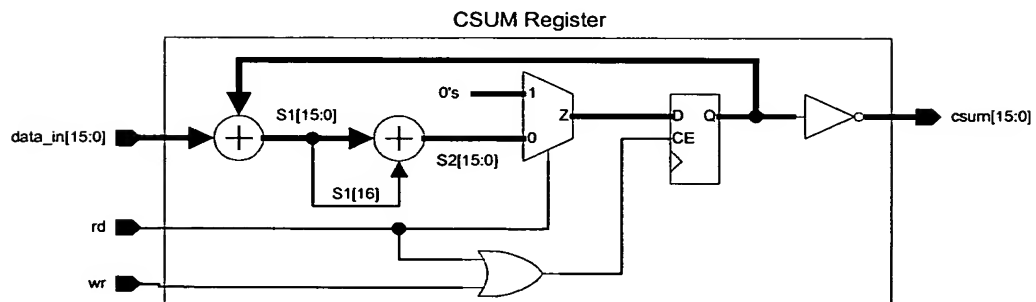 CSUM Register
0's
1
S1[15:0]
Z
D
Q
data_in[15:0]
0
CE
csum[15:0]
S2[15:0]
S1[16]
rd
wr